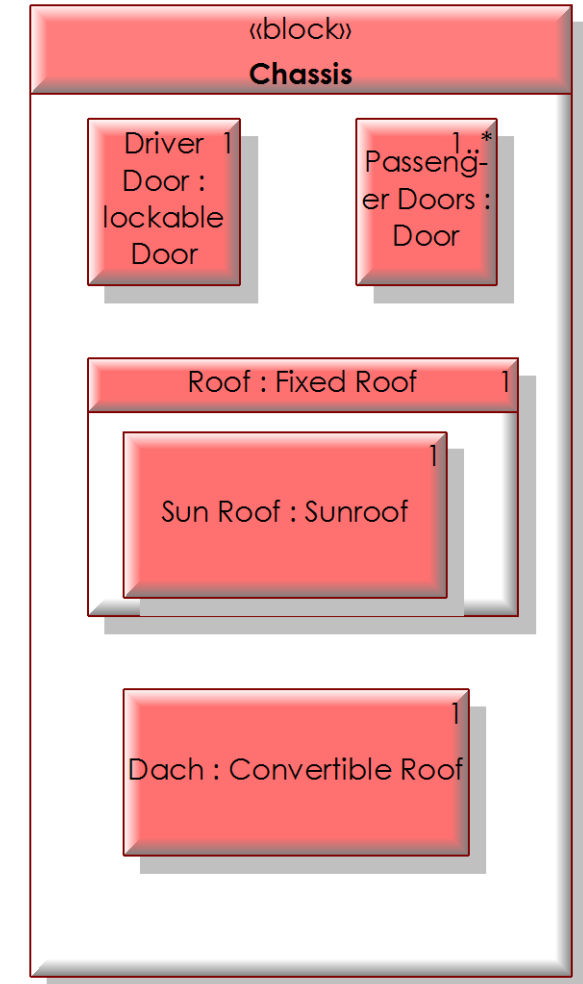 «block»
Chassis
Driver 1
Door :
lockable
Door
1..*
Passeng-
er Doors :
Door
Roof : Fixed Roof 1
1
Sun Roof : Sunroof
1
Dach : Convertible Roof